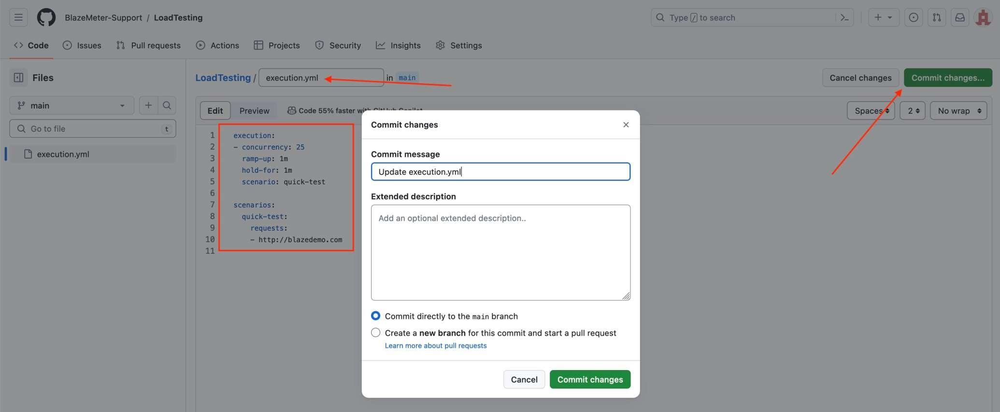 BlazeMeter-Support / LoadTesting
Type / to search
Code Issues Pull requests Actions Projects Security Insights Settings
Files
main
Go to file t
execution.yml
LoadTesting / execution.yml in main
Cancel changes Commit changes...
Edit Preview Code 55% faster with GitHub Copilot
Spaces 2 No wrap
1 execution:
2 - concurrency: 25
3 ramp-up: 1m
4 hold-for: 1m
5 scenario: quick-test
6
7 scenarios:
8 quick-test:
9 requests:
10 - http://blazedemo.com
11
Commit changes
Commit message
Update execution.yml
Extended description
Add an optional extended description..
Commit directly to the main branch
Create a new branch for this commit and start a pull request
Learn more about pull requests
Cancel Commit changes